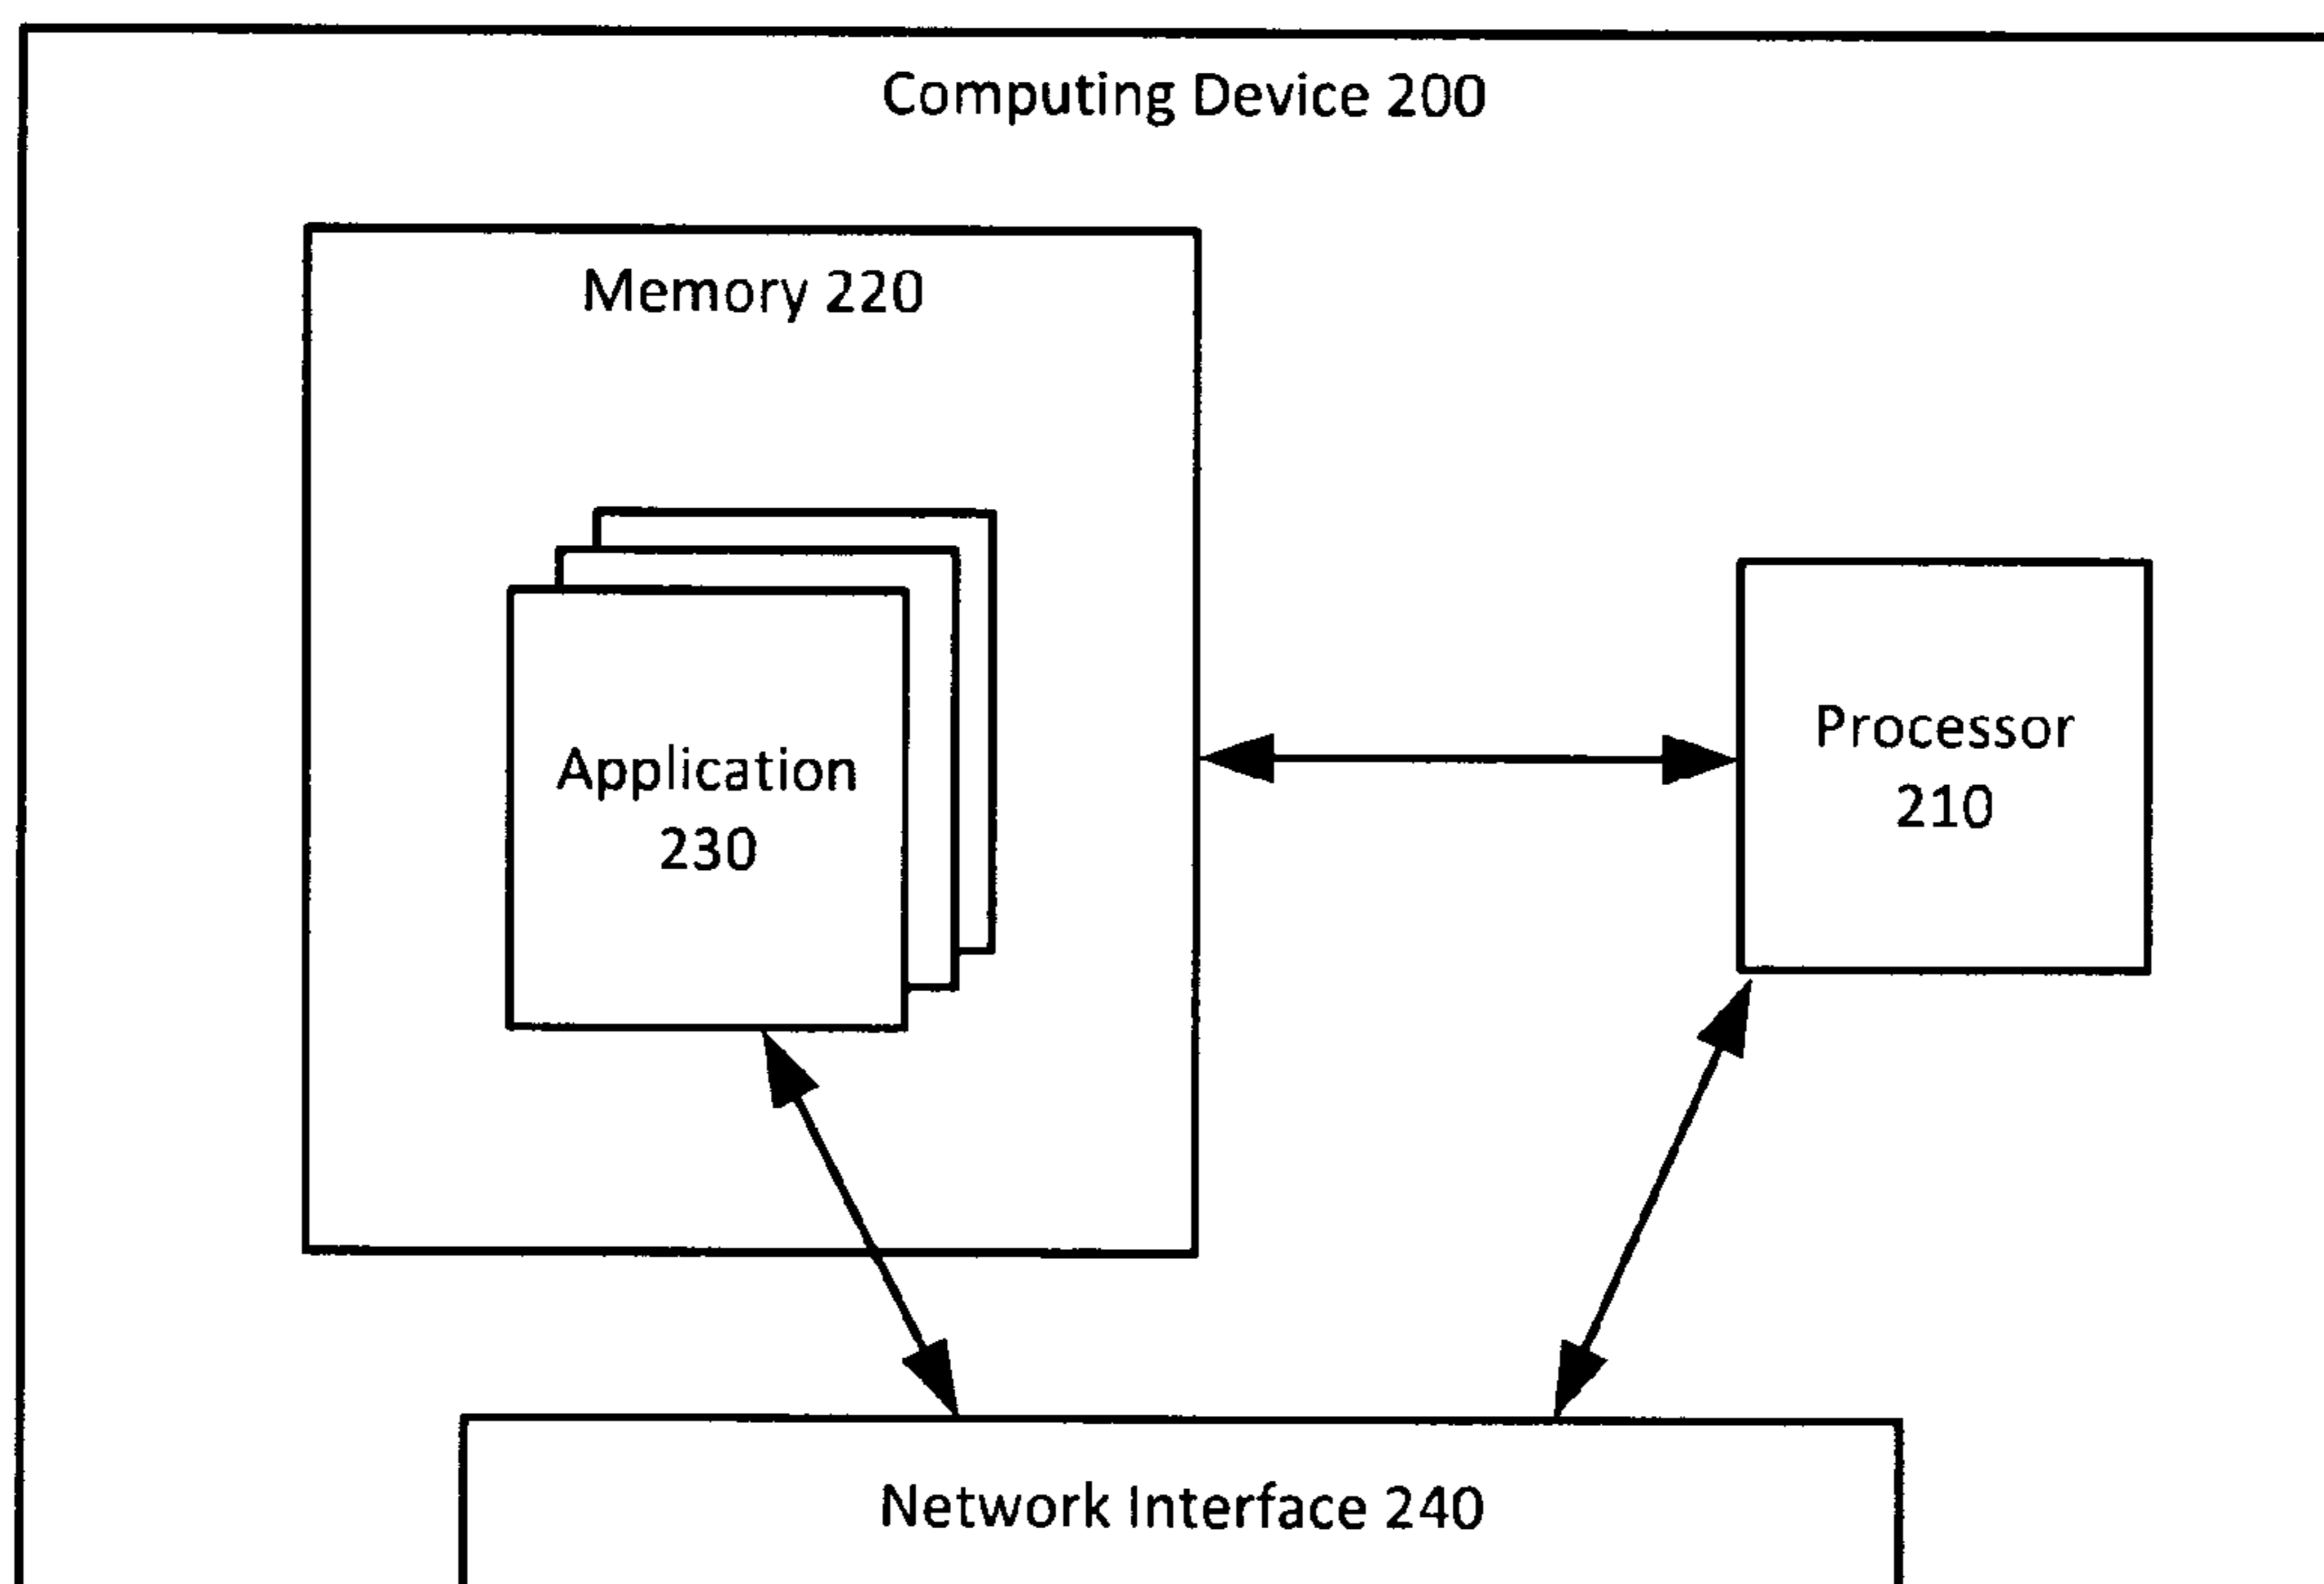 Computing Device 200
Memory 220
Application
230
Processor
210
Network Interface 240